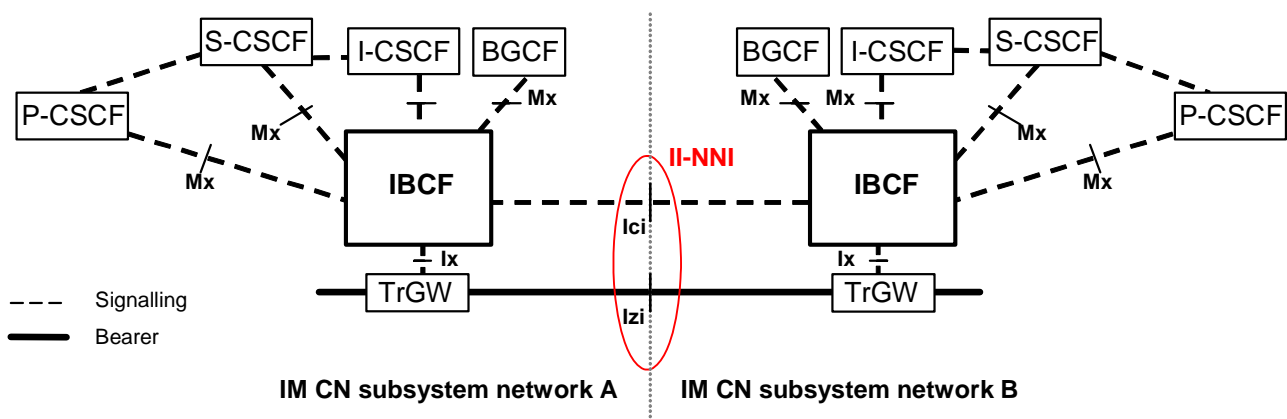 S-CSCF
I-CSCF
BGCF
BGCF
I-CSCF
S-CSCF
P-CSCF
P-CSCF
Mx
Mx
Mx
Mx
Mx
Mx
Mx
Mx
II-NNI
IBCF
IBCF
Ici
Ix
Ix
TrGW
TrGW
Izi
Signalling
Bearer
IM CN subsystem network A
IM CN subsystem network B